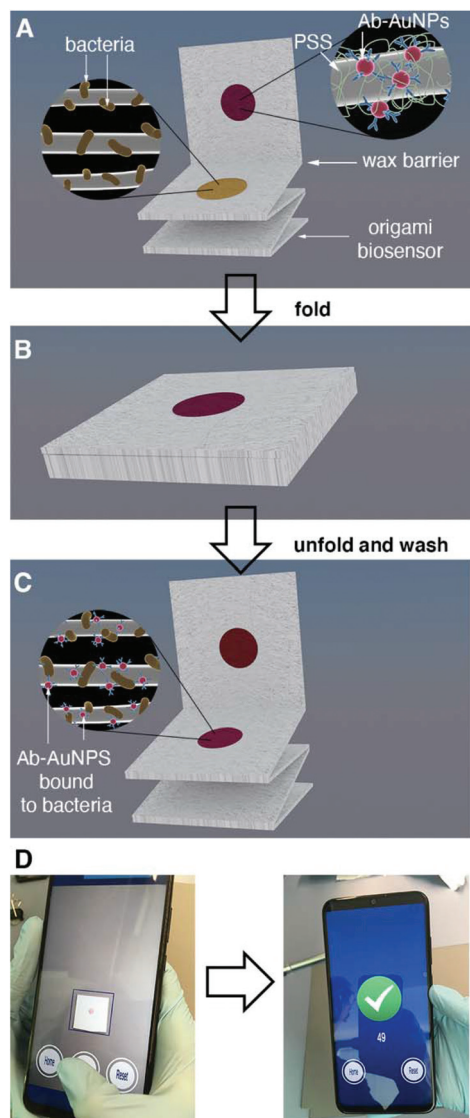 A
bacteria
Ab-AuNPs
PSS
wax barrier
origami
biosensor
fold
B
unfold and wash
C
Ab-AuNPS
bound
to bacteria
D
Home
Reset
49
Home
Reset